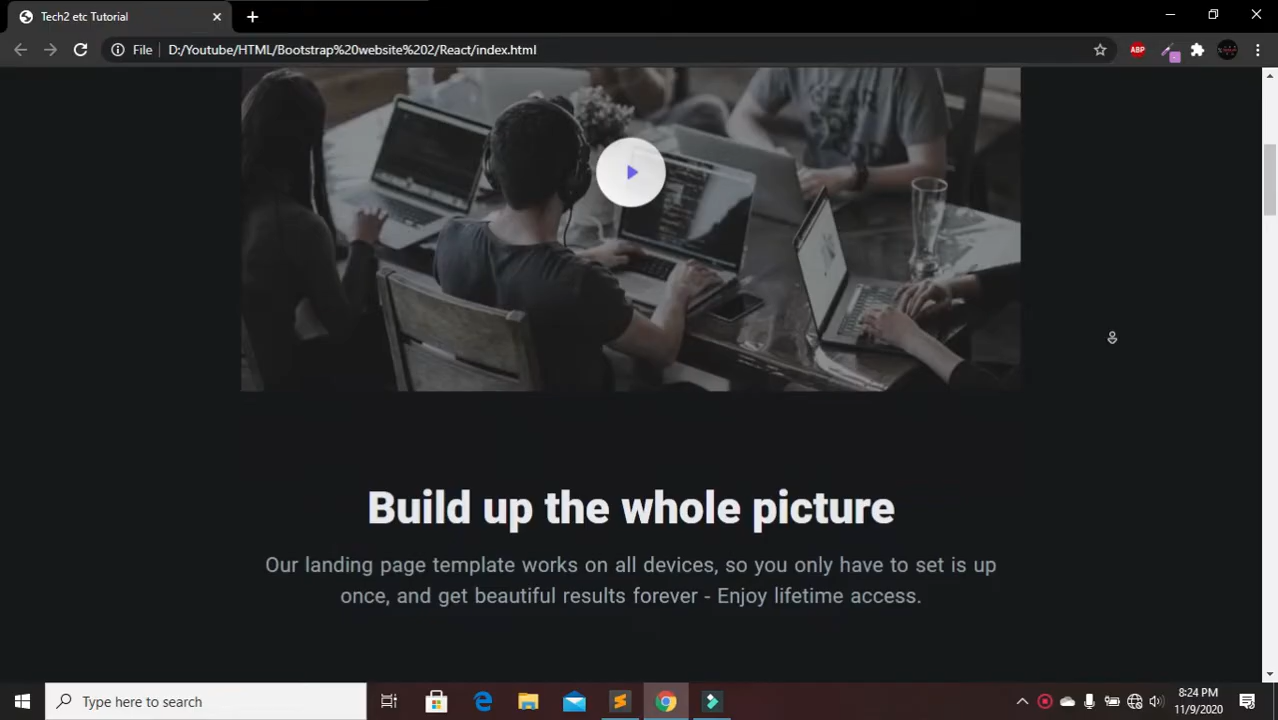 Tech2 etc Tutorial
File
D:/Youtube/HTML/Bootstrap%20website%202/React/index.html
ABP
Build up the whole picture
Our landing page template works on all devices, so you only have to set is up
once, and get beautiful results forever - Enjoy lifetime access.
Type here to search
8:24 PM
11/9/2020